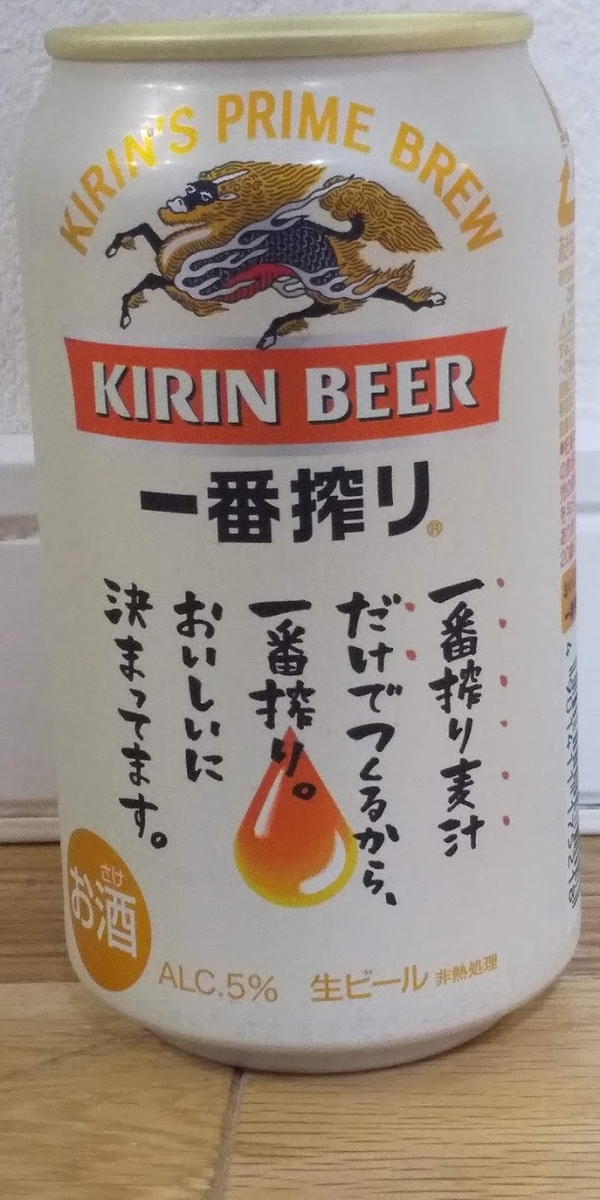 KIRIN'S PRIME BREW
KIRIN BEER
一番搾り®
一番搾り麦汁
だけでつくるから、
一番搾り。
おいしいに
決まってます。
さけ
お酒
ALC.5% 生ビール 非熱処理